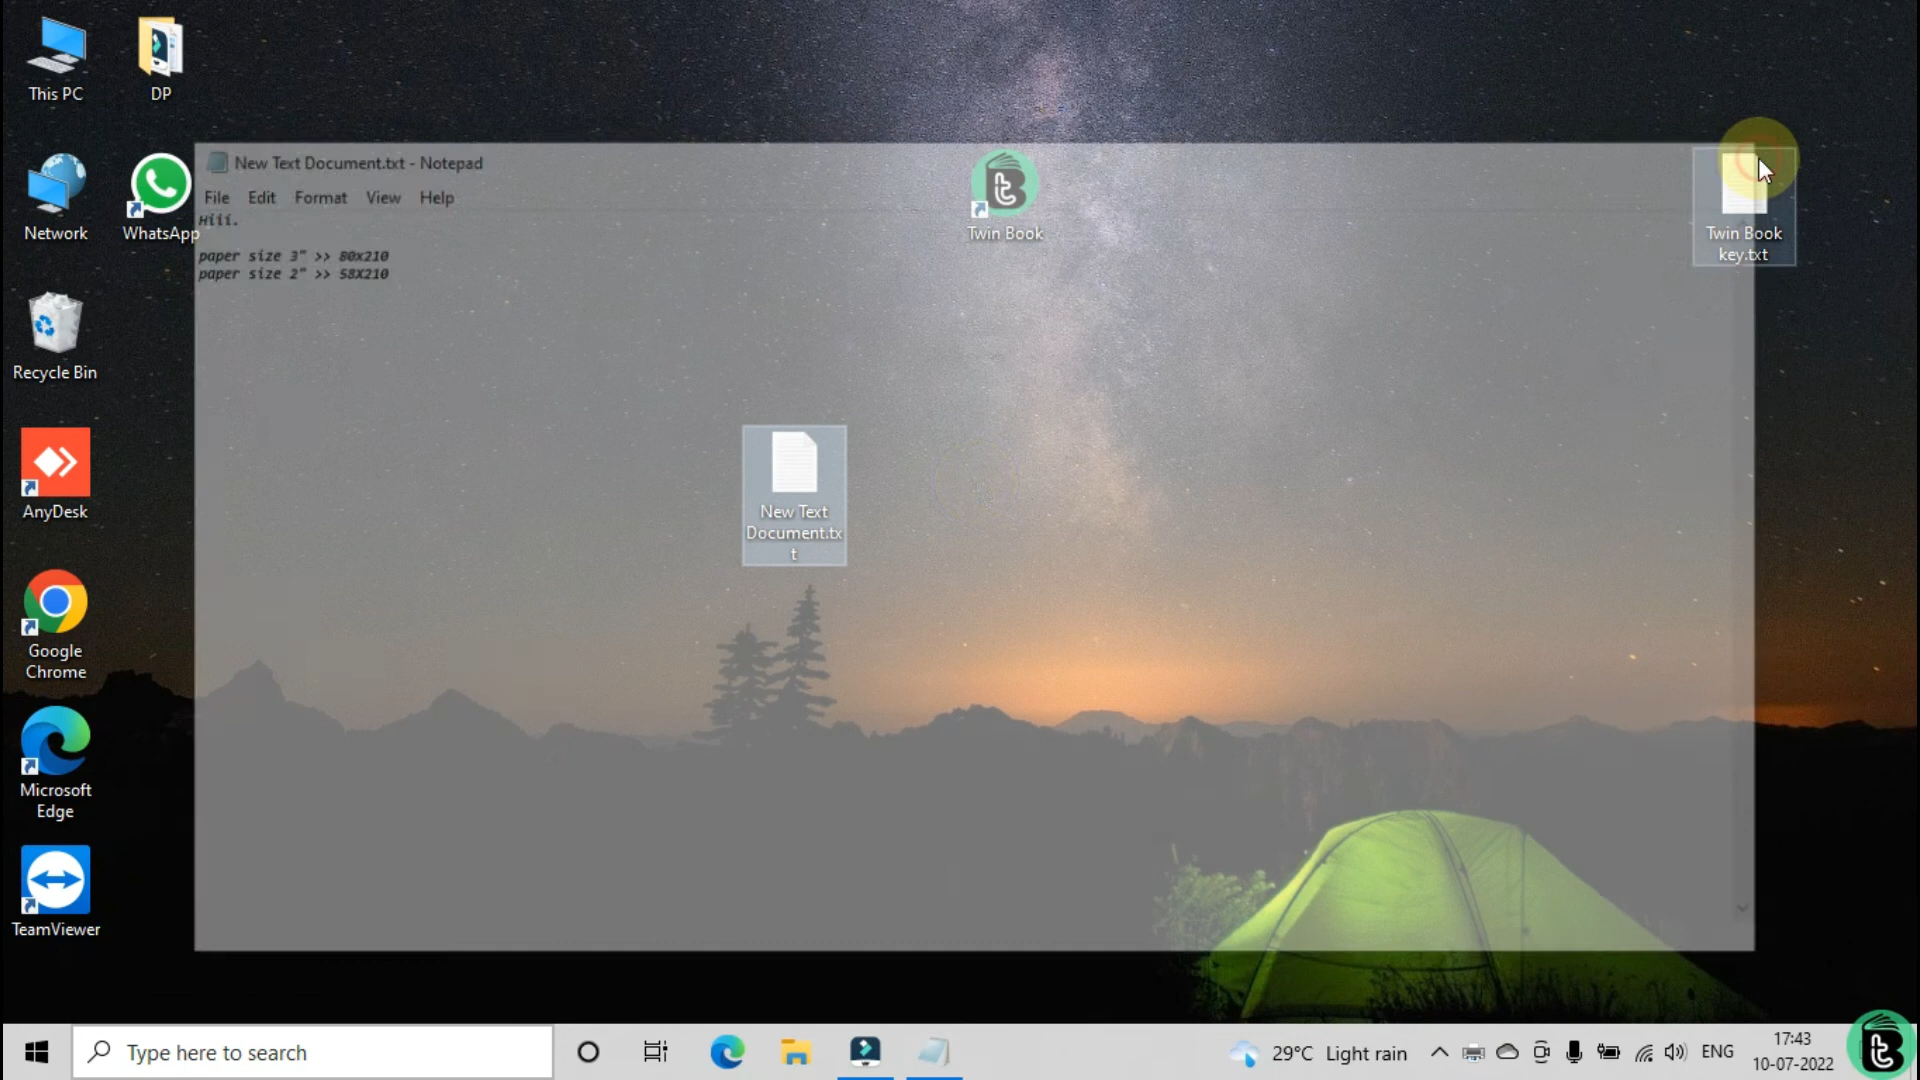 This PC
DP
Network
WhatsApp
Recycle Bin
AnyDesk
Google
Chrome
Microsoft
Edge
TeamViewer
New Text Document.txt - Notepad
File Edit Format View Help
Hiii.
paper size 3" >> 80x210
paper size 2" >> 58X210
Twin Book
Twin Book
key.txt
New Text
Document.tx
t
Type here to search
29°C Light rain
ENG
17:43
10-07-2022